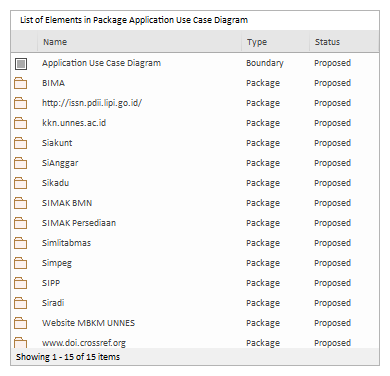 List of Elements in Package Application Use Case Diagram
Name Type Status
Application Use Case Diagram Boundary Proposed
BIMA Package Proposed
http://issn.pdii.lipi.go.id/ Package Proposed
kkn.unnes.ac.id Package Proposed
Siakunt Package Proposed
SiAnggar Package Proposed
Sikadu Package Proposed
SIMAK BMN Package Proposed
SIMAK Persediaan Package Proposed
Simlitabmas Package Proposed
Simpeg Package Proposed
SIPP Package Proposed
Siradi Package Proposed
Website MBKM UNNES Package Proposed
www.doi.crossref.org Package Proposed
Showing 1 - 15 of 15 items